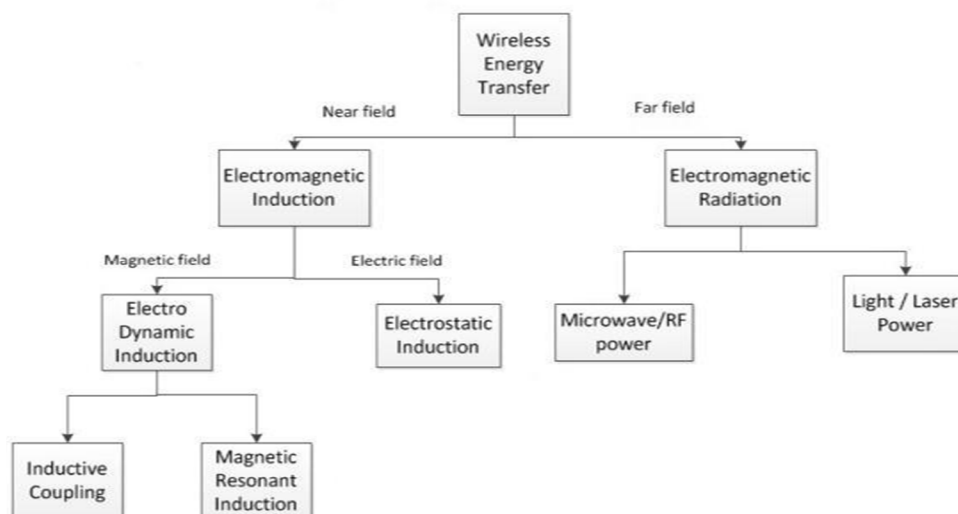 Wireless
Energy
Transfer
Near field
Far field
Electromagnetic
Induction
Electromagnetic
Radiation
Magnetic field
Electric field
Electro
Dynamic
Induction
Electrostatic
Induction
Microwave/RF
power
Light / Laser
Power
Inductive
Coupling
Magnetic
Resonant
Induction